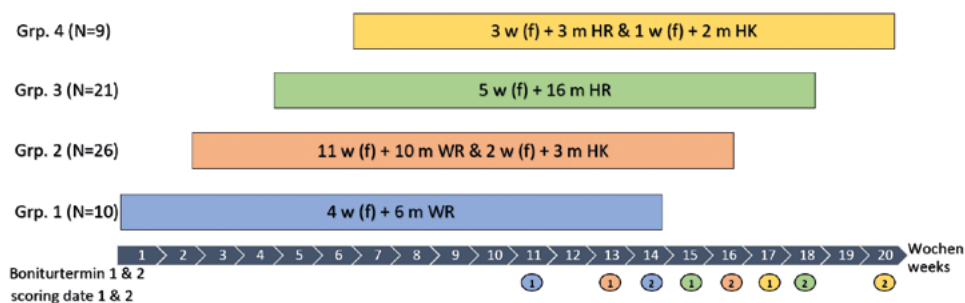 Grp. 4 (N=9)
3 w (f) + 3 m HR & 1 w (f) + 2 m HK
Grp. 3 (N=21)
5 w (f) + 16 m HR
Grp. 2 (N=26)
11 w (f) + 10 m WR & 2 w (f) + 3 m HK
Grp. 1 (N=10)
4 w (f) + 6 m WR
1 2 3 4 5 6 7 8 9 10 11 12 13 14 15 16 17 18 19 20
Wochen
weeks
Boniturtermin 1 & 2
scoring date 1 & 2
1 1 2 1 2 1 2 2